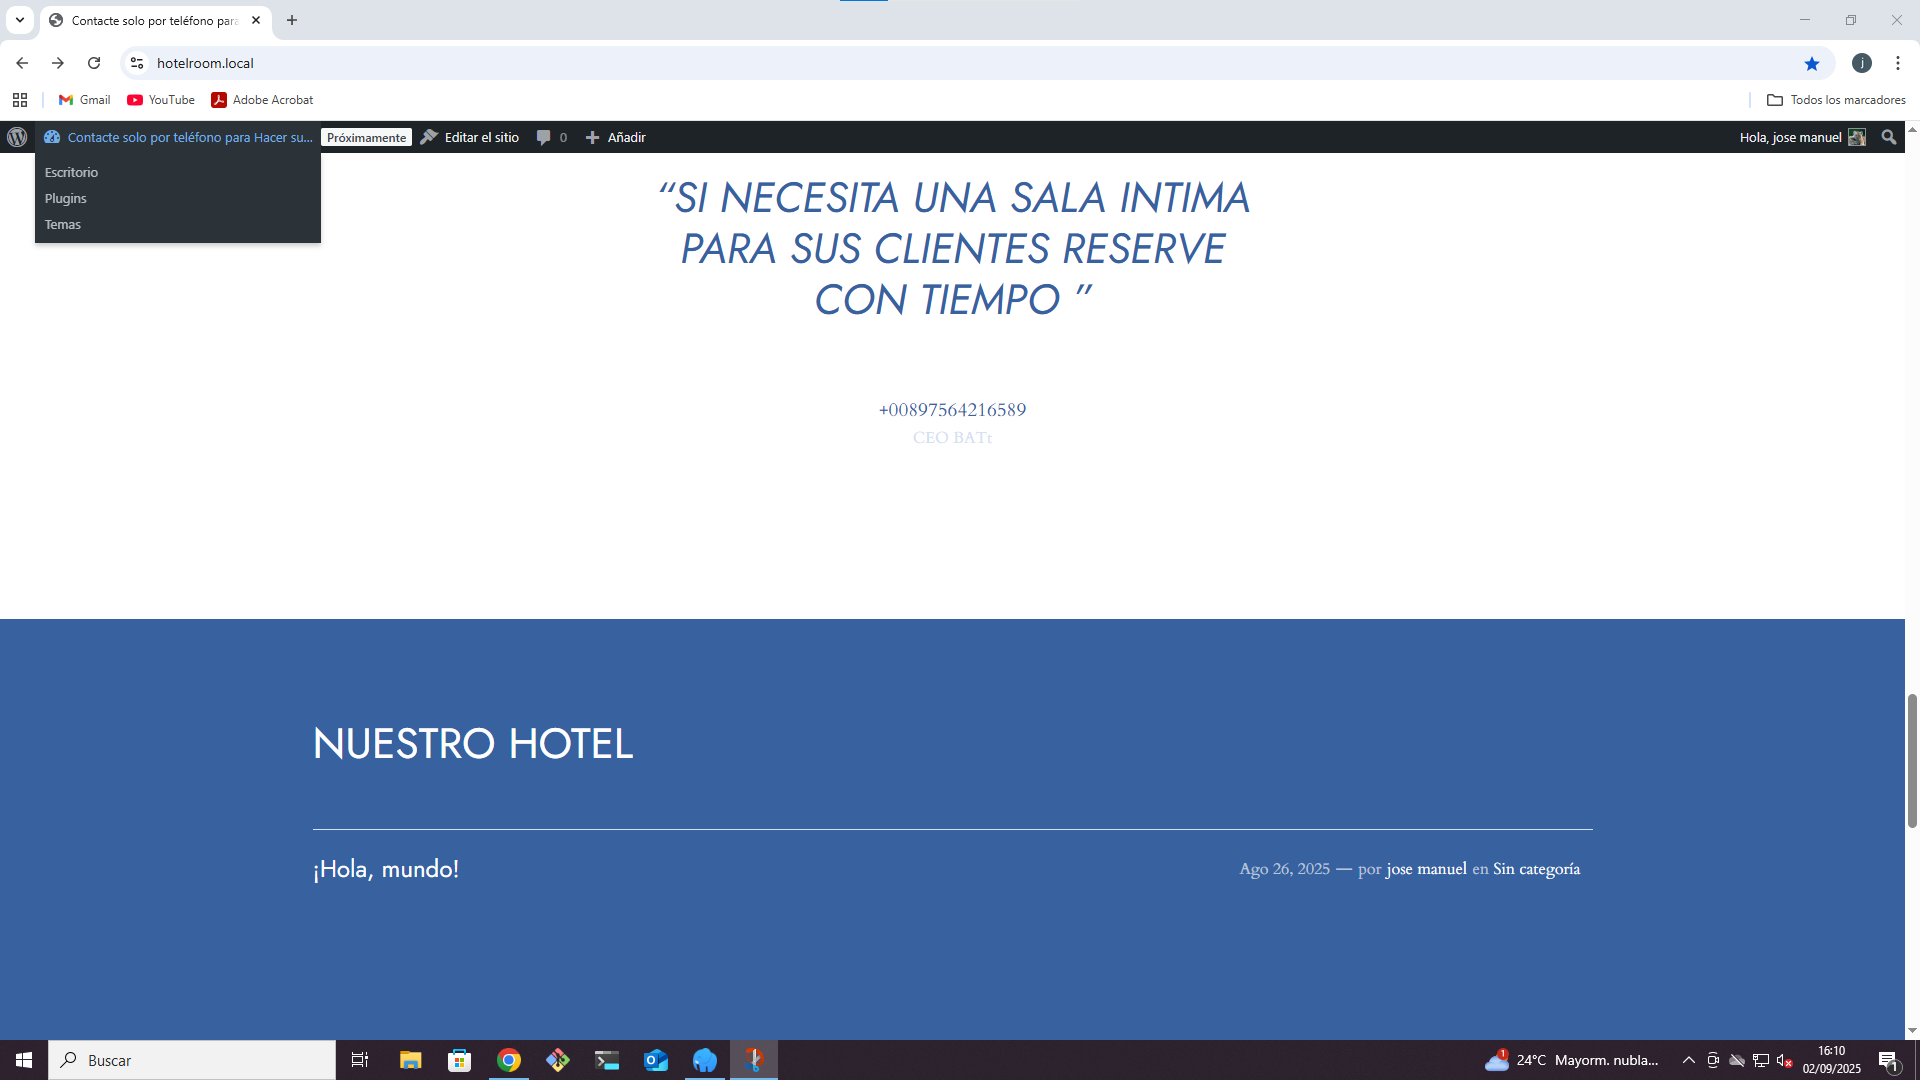 Contacte solo por teléfono para
hotelroom.local
Gmail
YouTube
Adobe Acrobat
Todos los marcadores
Contacte solo por teléfono para Hacer su...
Próximamente
Editar el sitio
0
Añadir
Hola, jose manuel
Escritorio
Plugins
Temas
“SI NECESITA UNA SALA INTIMA
PARA SUS CLIENTES RESERVE
CON TIEMPO ”
+00897564216589
CEO BATt
NUESTRO HOTEL
¡Hola, mundo!
Ago 26, 2025 — por jose manuel en Sin categoría
Buscar
1
24°C Mayorm. nubla...
16:10
02/09/2025
1